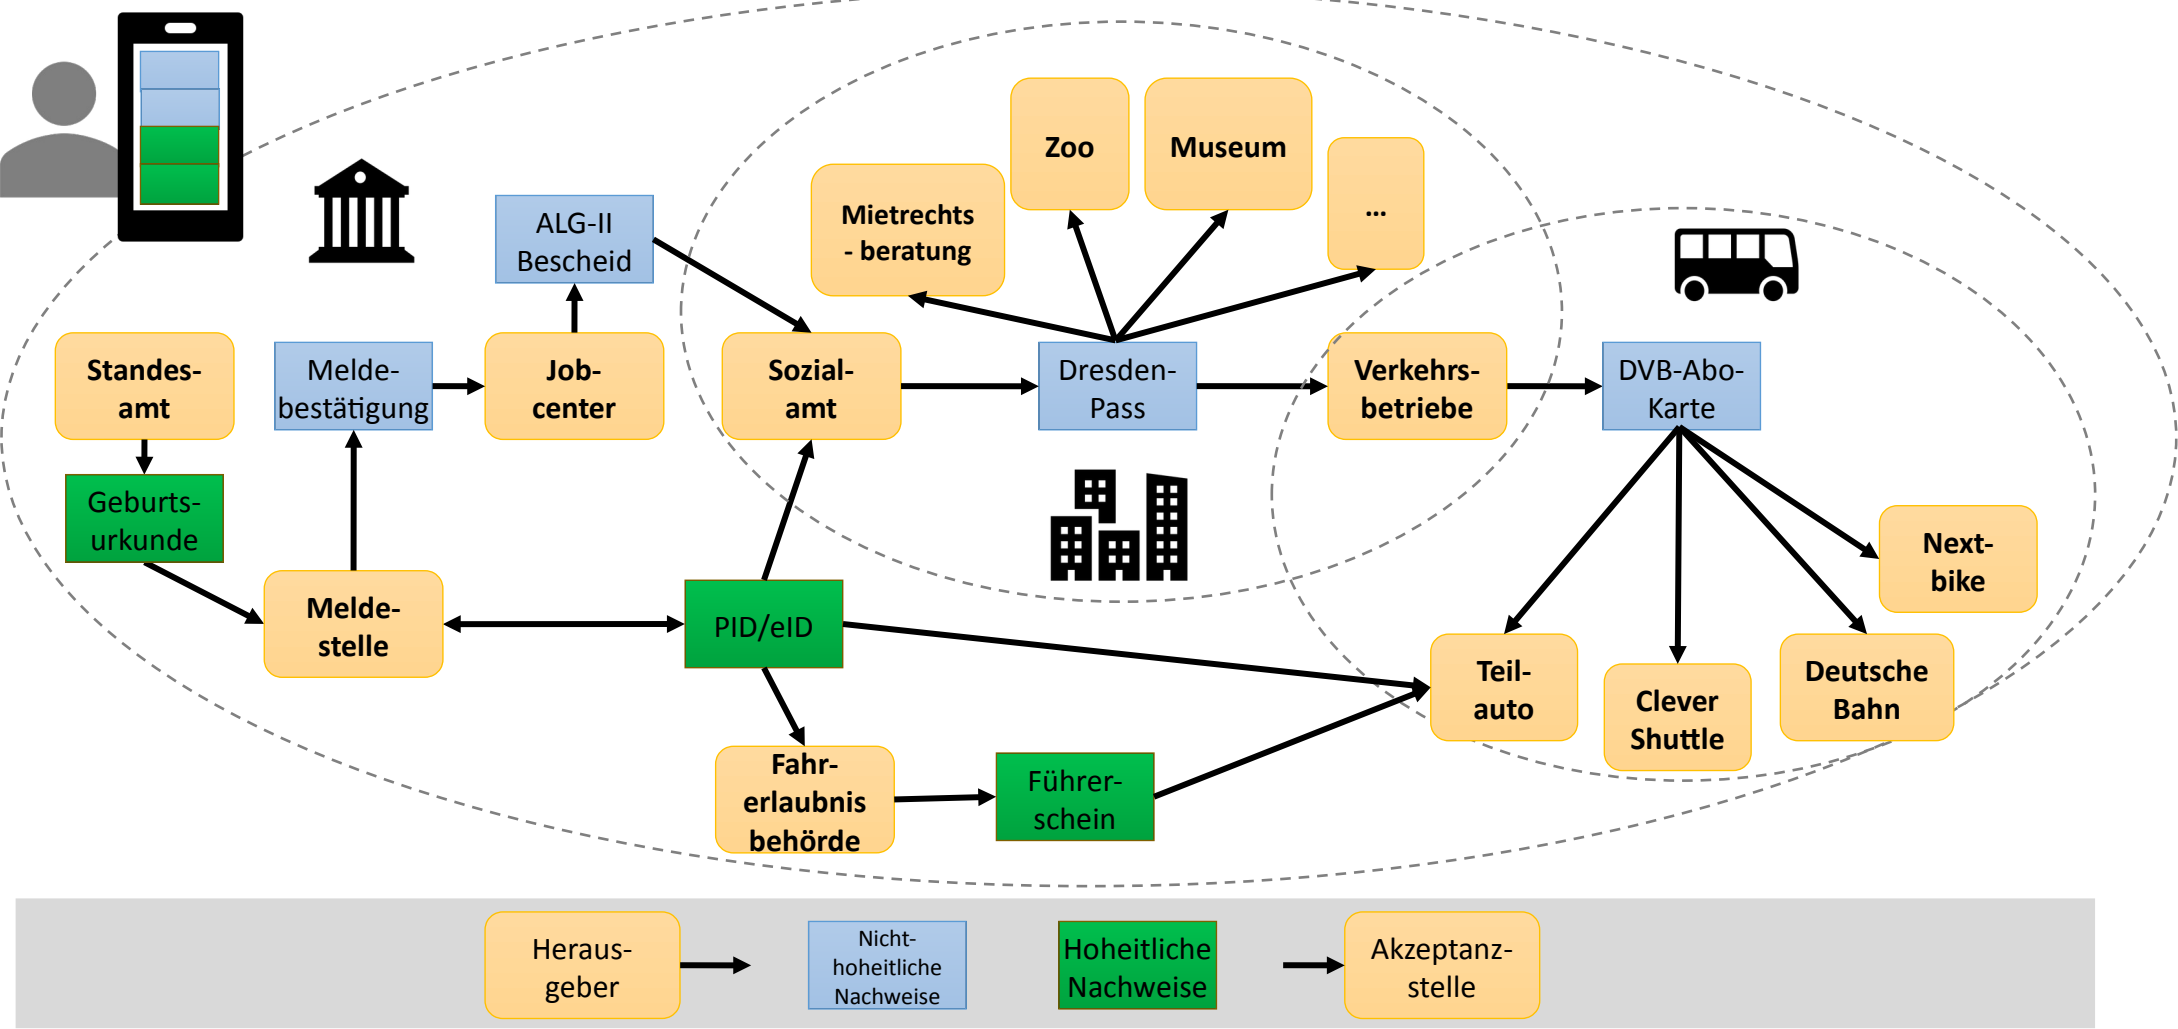 Zoo
Museum
...
Mietrechts
- beratung
ALG-II
Bescheid
Standes-
amt
Melde-
bestätigung
Job-
center
Sozial-
amt
Dresden-
Pass
Verkehrs-
betriebe
DVB-Abo-
Karte
Geburts-
urkunde
Melde-
stelle
PID/eID
Next-
bike
Teil-
auto
Clever
Shuttle
Deutsche
Bahn
Fahr-
erlaubnis
behörde
Führer-
schein
Heraus-
geber
Nicht-
hoheitliche
Nachweise
Hoheitliche
Nachweise
Akzeptanz-
stelle